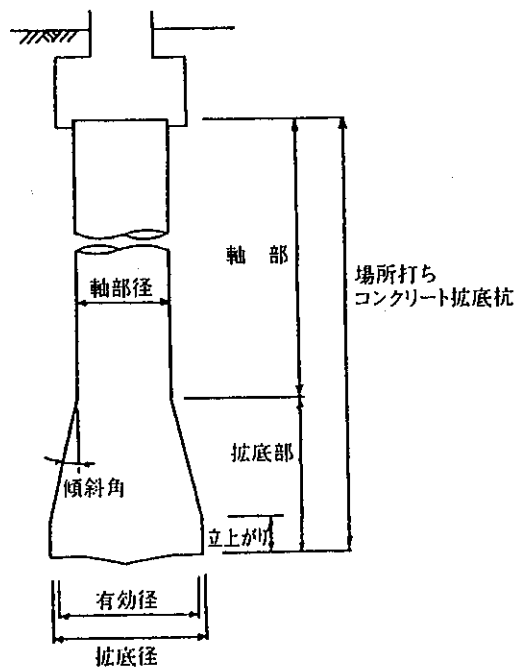 軸 部
場所打ち
コンクリート拡底杭
軸部径
拡底部
傾斜角
立上がり
有効径
拡底径